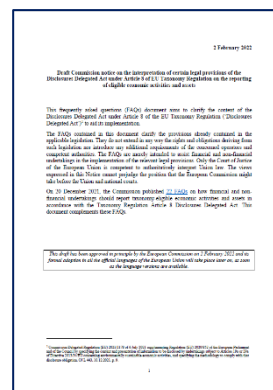 2 February 2022
Draft Commission notice on the interpretation of certain legal provisions of the
Disclosures Delegated Act under Article 8 of EU Taxonomy Regulation on the reporting
of eligible economic activities and assets
This frequently asked questions (FAQs) document aims to clarify the content of the
Disclosures Delegated Act under Article 8 of the EU Taxonomy Regulation ('Disclosures
Delegated Act')¹ to aid its implementation.
The FAQs contained in this document clarify the provisions already contained in the
applicable legislation. They do not extend in any way the rights and obligations deriving from
such legislation nor introduce any additional requirements for the concerned operators and
competent authorities. The FAQs are merely intended to assist financial and non-financial
undertakings in the implementation of the relevant legal provisions. Only the Court of Justice
of the European Union is competent to authoritatively interpret Union law. The views
expressed in this Notice cannot prejudge the position that the European Commission might
take before the Union and national courts.
On 20 December 2021, the Commission published 22 FAQs on how financial and non-
financial undertakings should report taxonomy eligible economic activities and assets in
accordance with the Taxonomy Regulation Article 8 Disclosures Delegated Act. This
document complements these FAQs.
This draft has been approved in principle by the European Commission on 2 February 2022 and its
formal adoption in all the official languages of the European Union will take place later on, as soon
as the language versions are available.
1